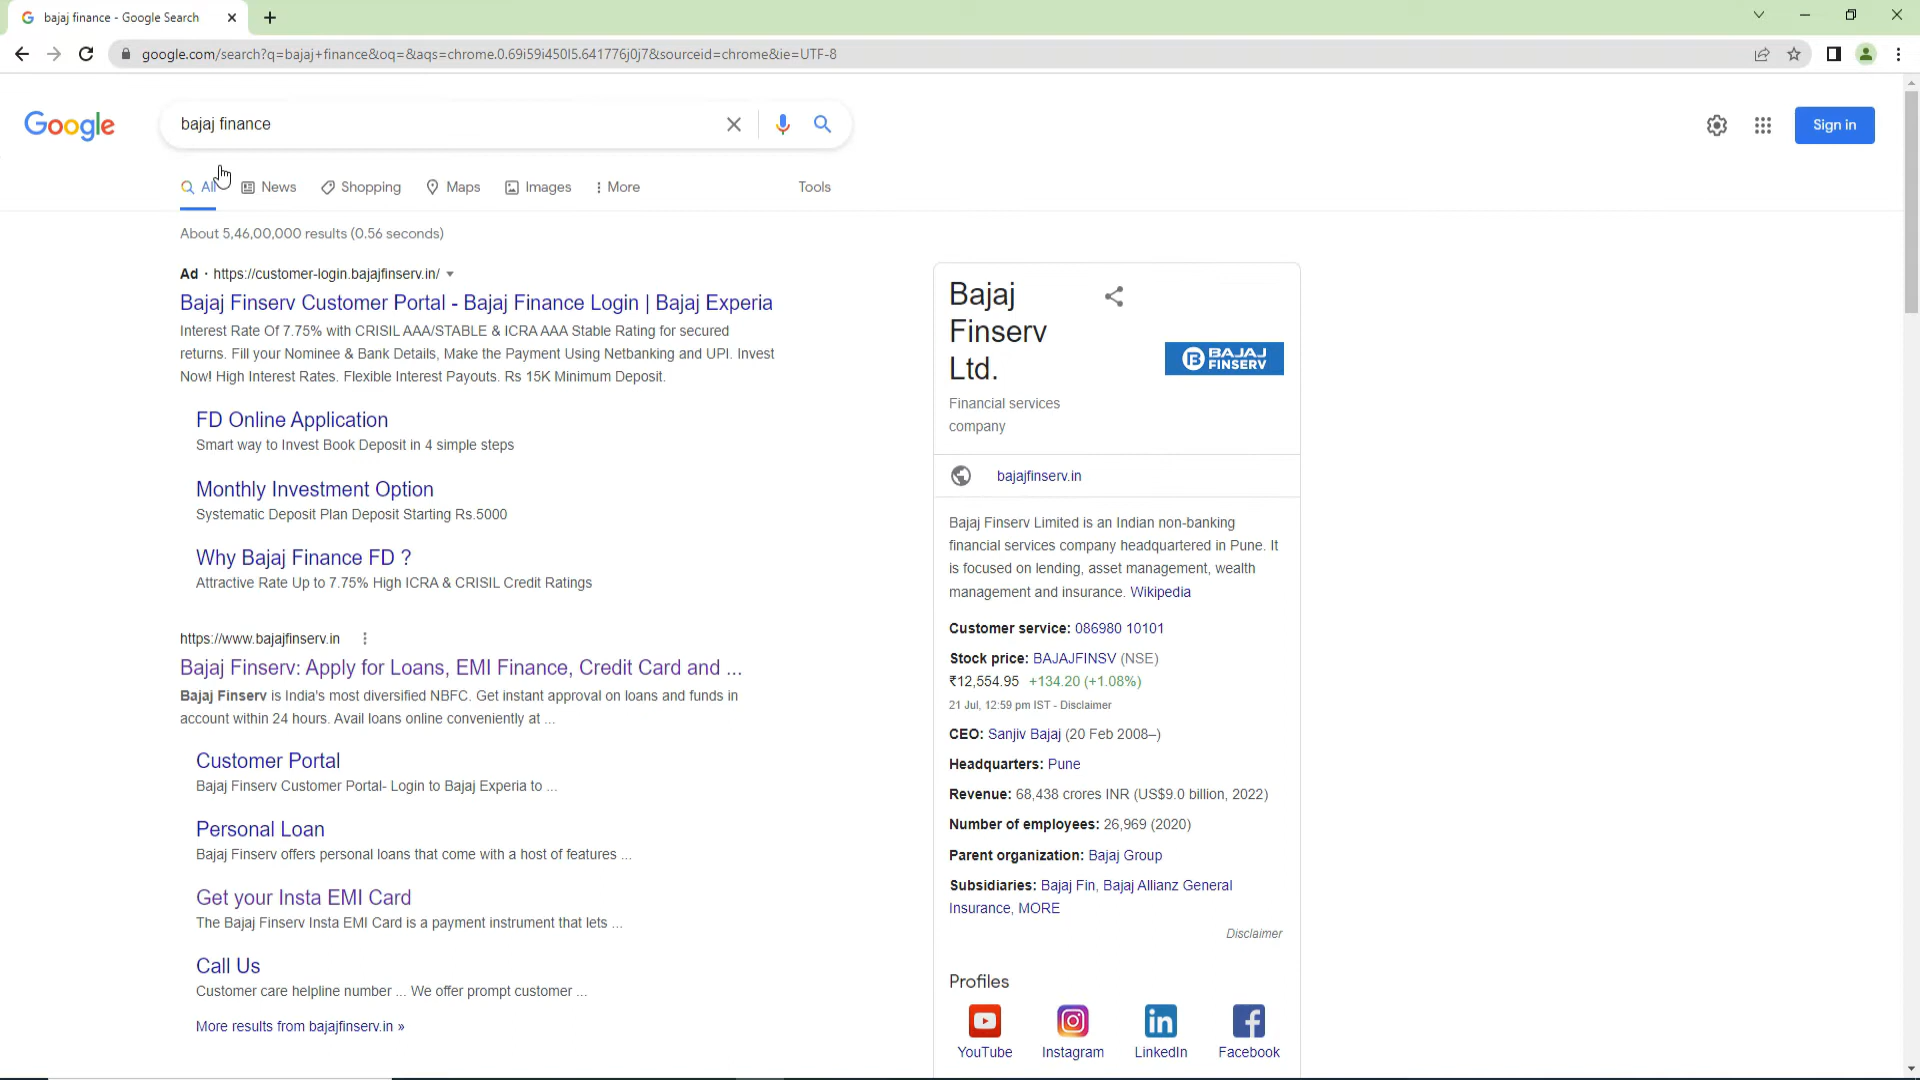 bajaj finance - Google Search
google.com/search?q=bajaj+finance&oq=&aqs=chrome.0.69i59i450l5.641776j0j7&sourceid=chrome&ie=UTF-8
Google
bajaj finance
Sign in
All
News
Shopping
Maps
Images
More
Tools
About 5,46,00,000 results (0.56 seconds)
Ad · https://customer-login.bajajfinserv.in/
Bajaj Finserv Customer Portal - Bajaj Finance Login | Bajaj Experia
Interest Rate Of 7.75% with CRISIL AAA/STABLE & ICRA AAA Stable Rating for secured
returns. Fill your Nominee & Bank Details, Make the Payment Using Netbanking and UPI. Invest
Now! High Interest Rates. Flexible Interest Payouts. Rs 15K Minimum Deposit.
FD Online Application
Smart way to Invest Book Deposit in 4 simple steps
Monthly Investment Option
Systematic Deposit Plan Deposit Starting Rs.5000
Why Bajaj Finance FD ?
Attractive Rate Up to 7.75% High ICRA & CRISIL Credit Ratings
https://www.bajajfinserv.in
Bajaj Finserv: Apply for Loans, EMI Finance, Credit Card and ...
Bajaj Finserv is India's most diversified NBFC. Get instant approval on loans and funds in
account within 24 hours. Avail loans online conveniently at ...
Customer Portal
Bajaj Finserv Customer Portal- Login to Bajaj Experia to ...
Personal Loan
Bajaj Finserv offers personal loans that come with a host of features ...
Get your Insta EMI Card
The Bajaj Finserv Insta EMI Card is a payment instrument that lets ...
Call Us
Customer care helpline number ... We offer prompt customer ...
More results from bajajfinserv.in »
Bajaj
Finserv
Ltd.
BAJAJ
FINSERV
Financial services
company
bajajfinserv.in
Bajaj Finserv Limited is an Indian non-banking
financial services company headquartered in Pune. It
is focused on lending, asset management, wealth
management and insurance. Wikipedia
Customer service: 086980 10101
Stock price: BAJAJFINSV (NSE)
₹12,554.95 +134.20 (+1.08%)
21 Jul, 12:59 pm IST - Disclaimer
CEO: Sanjiv Bajaj (20 Feb 2008–)
Headquarters: Pune
Revenue: 68,438 crores INR (US$9.0 billion, 2022)
Number of employees: 26,969 (2020)
Parent organization: Bajaj Group
Subsidiaries: Bajaj Fin, Bajaj Allianz General
Insurance, MORE
Disclaimer
Profiles
YouTube
Instagram
LinkedIn
Facebook